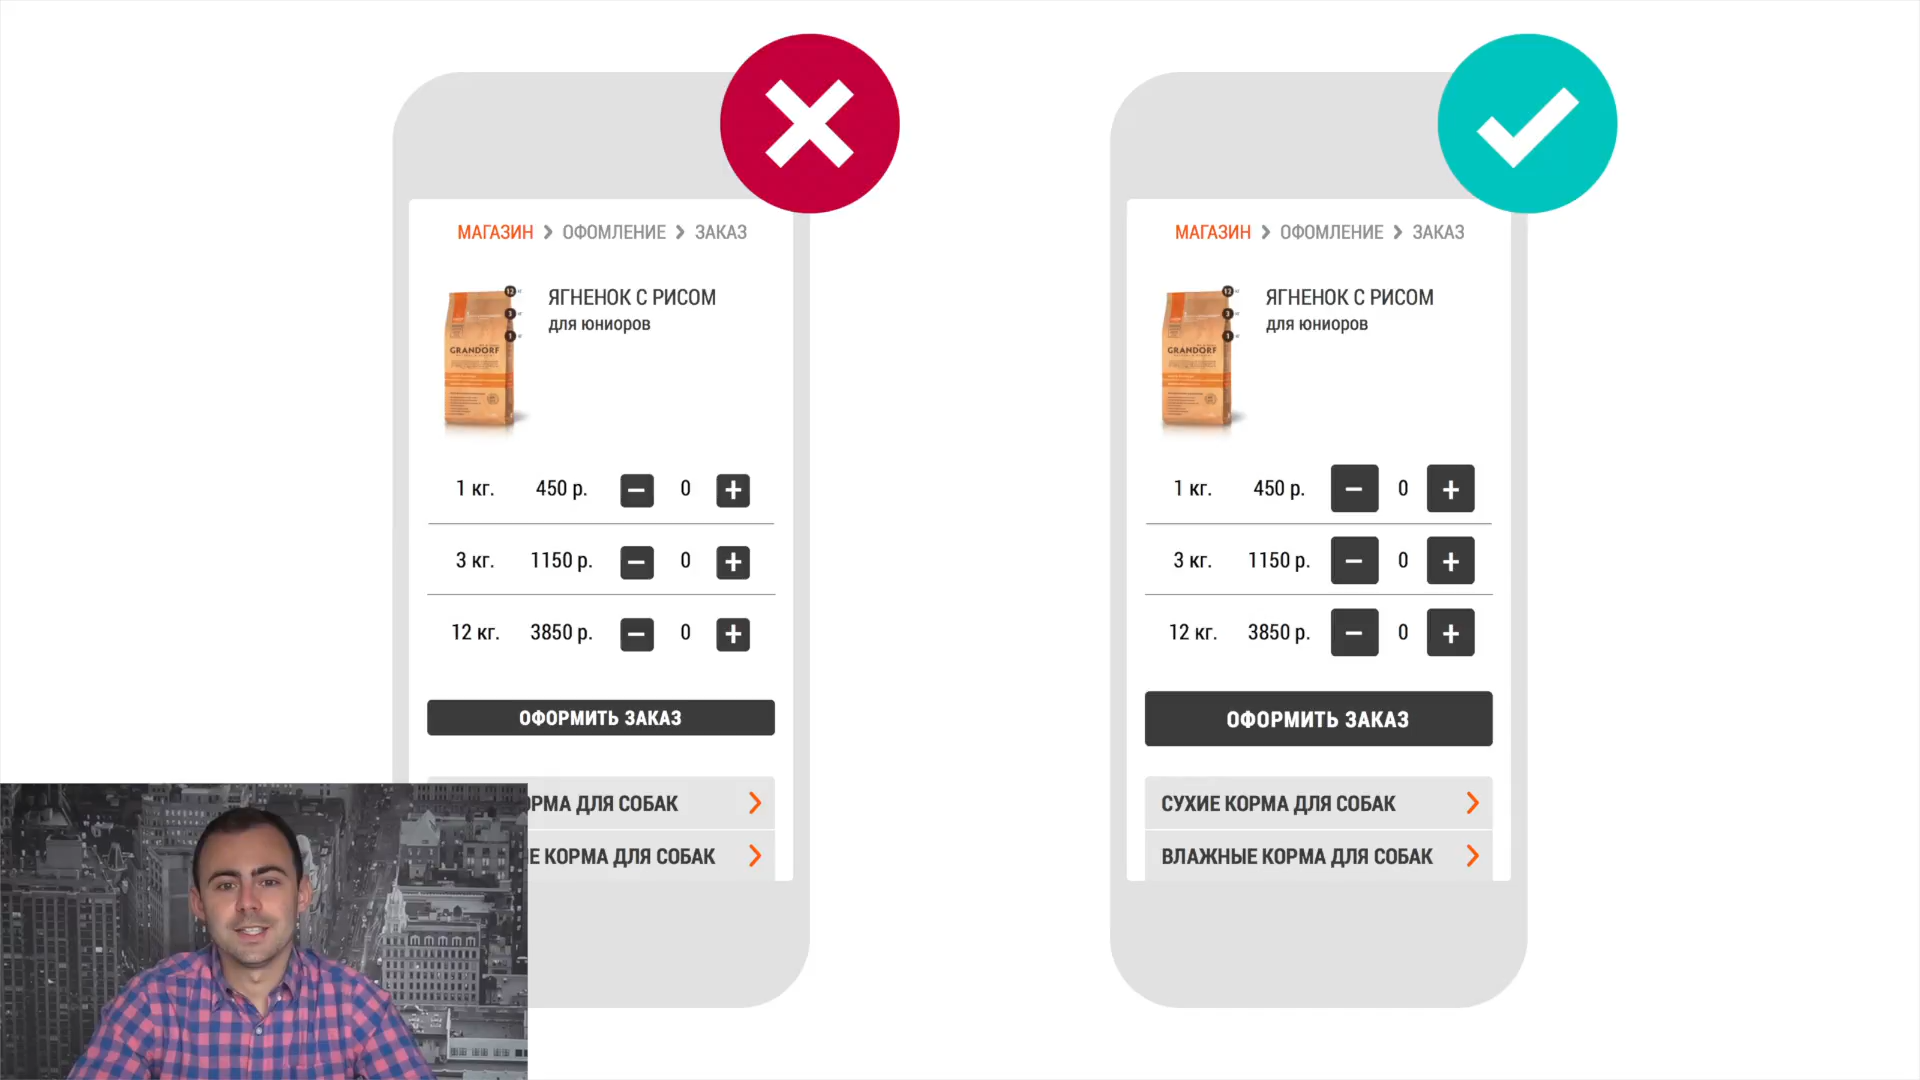 МАГАЗИН > ОФОМЛЕНИЕ > ЗАКАЗ
ЯГНЕНОК С РИСОМ
для юниоров
GRANDORF
1 кг. 450 р. − 0 +
3 кг. 1150 р. − 0 +
12 кг. 3850 р. − 0 +
ОФОРМИТЬ ЗАКАЗ
ОРМА ДЛЯ СОБАК
Е КОРМА ДЛЯ СОБАК
МАГАЗИН > ОФОМЛЕНИЕ > ЗАКАЗ
ЯГНЕНОК С РИСОМ
для юниоров
GRANDORF
1 кг. 450 р. − 0 +
3 кг. 1150 р. − 0 +
12 кг. 3850 р. − 0 +
ОФОРМИТЬ ЗАКАЗ
СУХИЕ КОРМА ДЛЯ СОБАК
ВЛАЖНЫЕ КОРМА ДЛЯ СОБАК